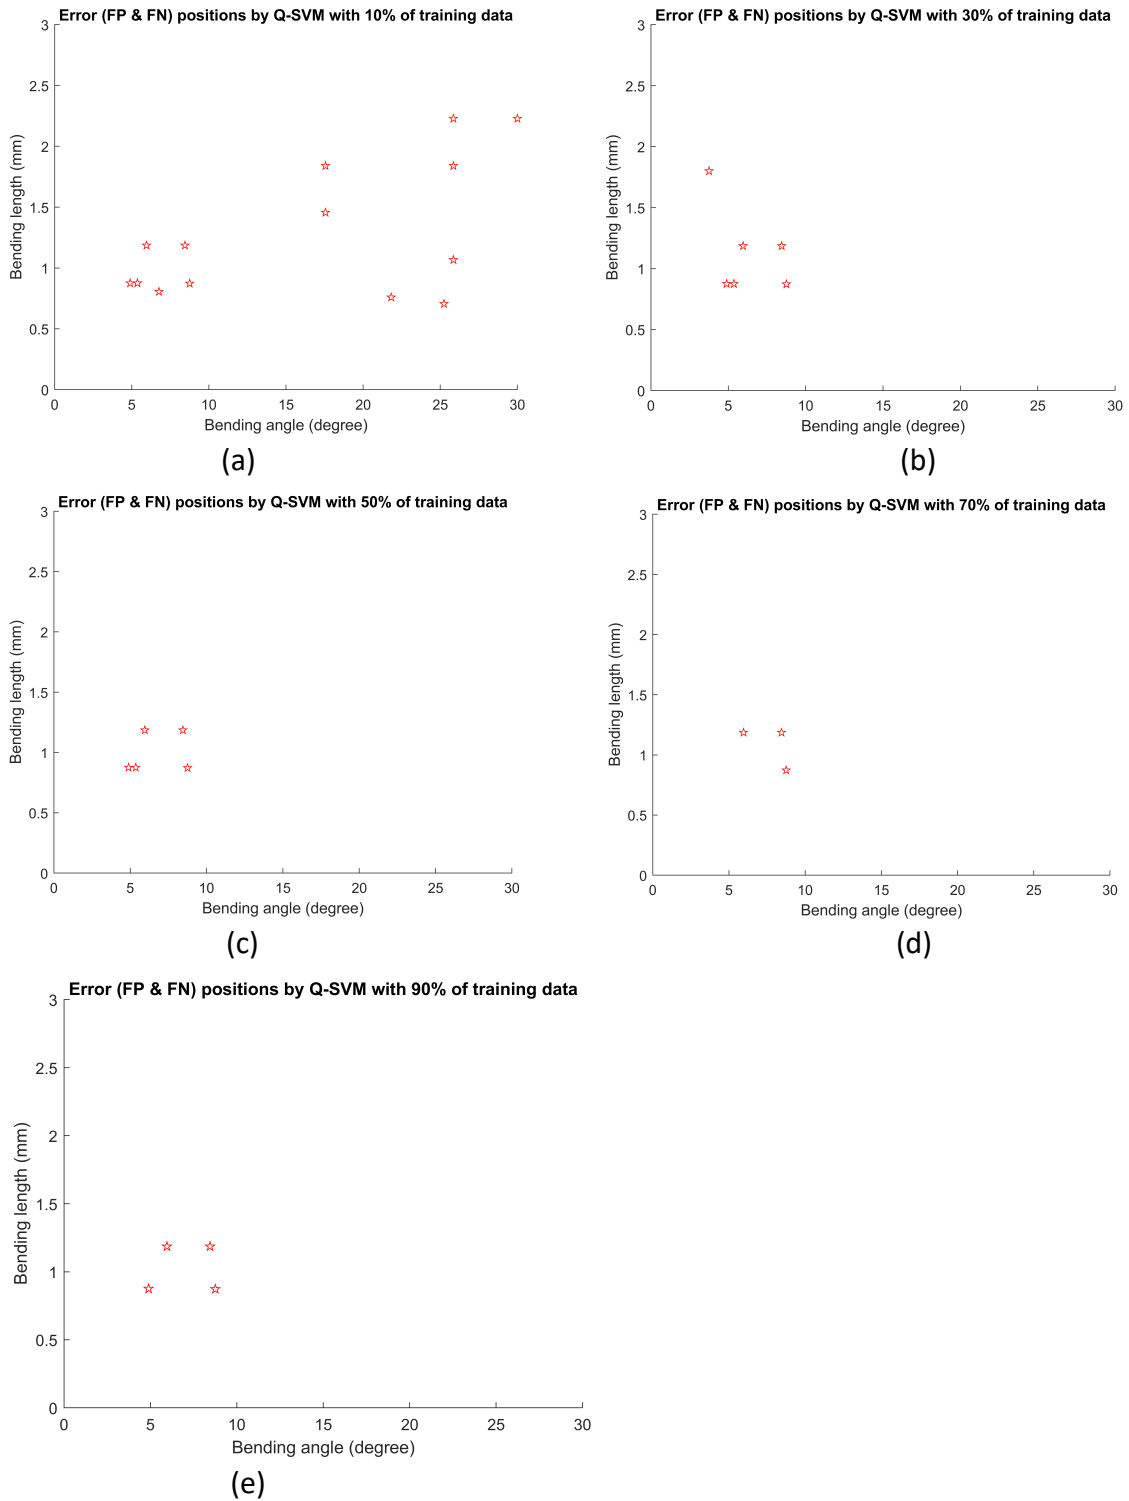 Error (FP & FN) positions by Q-SVM with 10% of training data
3
2.5
2
1.5
1
0.5
0
Bending length (mm)
0 5 10 15 20 25 30
Bending angle (degree)
(a)
Error (FP & FN) positions by Q-SVM with 30% of training data
3
2.5
2
1.5
1
0.5
0
Bending length (mm)
0 5 10 15 20 25 30
Bending angle (degree)
(b)
Error (FP & FN) positions by Q-SVM with 50% of training data
3
2.5
2
1.5
1
0.5
0
Bending length (mm)
0 5 10 15 20 25 30
Bending angle (degree)
(c)
Error (FP & FN) positions by Q-SVM with 70% of training data
3
2.5
2
1.5
1
0.5
0
Bending length (mm)
0 5 10 15 20 25 30
Bending angle (degree)
(d)
Error (FP & FN) positions by Q-SVM with 90% of training data
3
2.5
2
1.5
1
0.5
0
Bending length (mm)
0 5 10 15 20 25 30
Bending angle (degree)
(e)